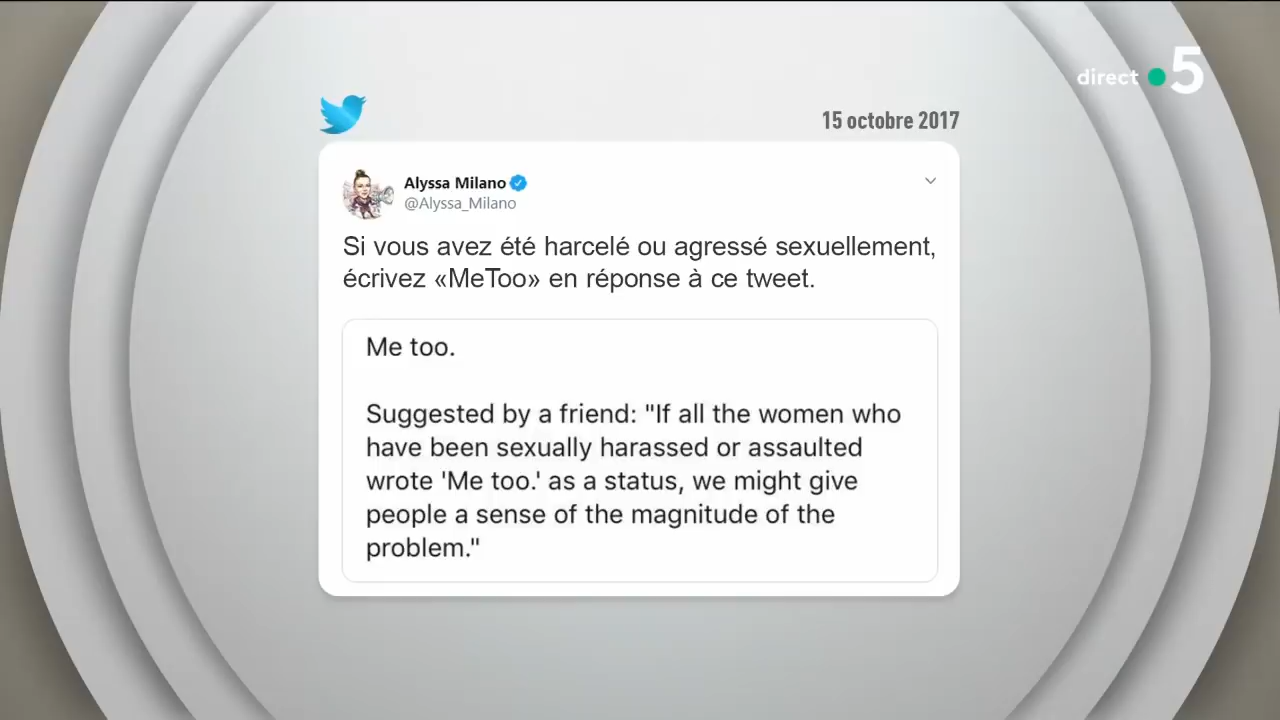 direct 5
15 octobre 2017
Alyssa Milano
@Alyssa_Milano
Si vous avez été harcelé ou agressé sexuellement,
écrivez «MeToo» en réponse à ce tweet.
Me too.
Suggested by a friend: "If all the women who
have been sexually harassed or assaulted
wrote 'Me too.' as a status, we might give
people a sense of the magnitude of the
problem."